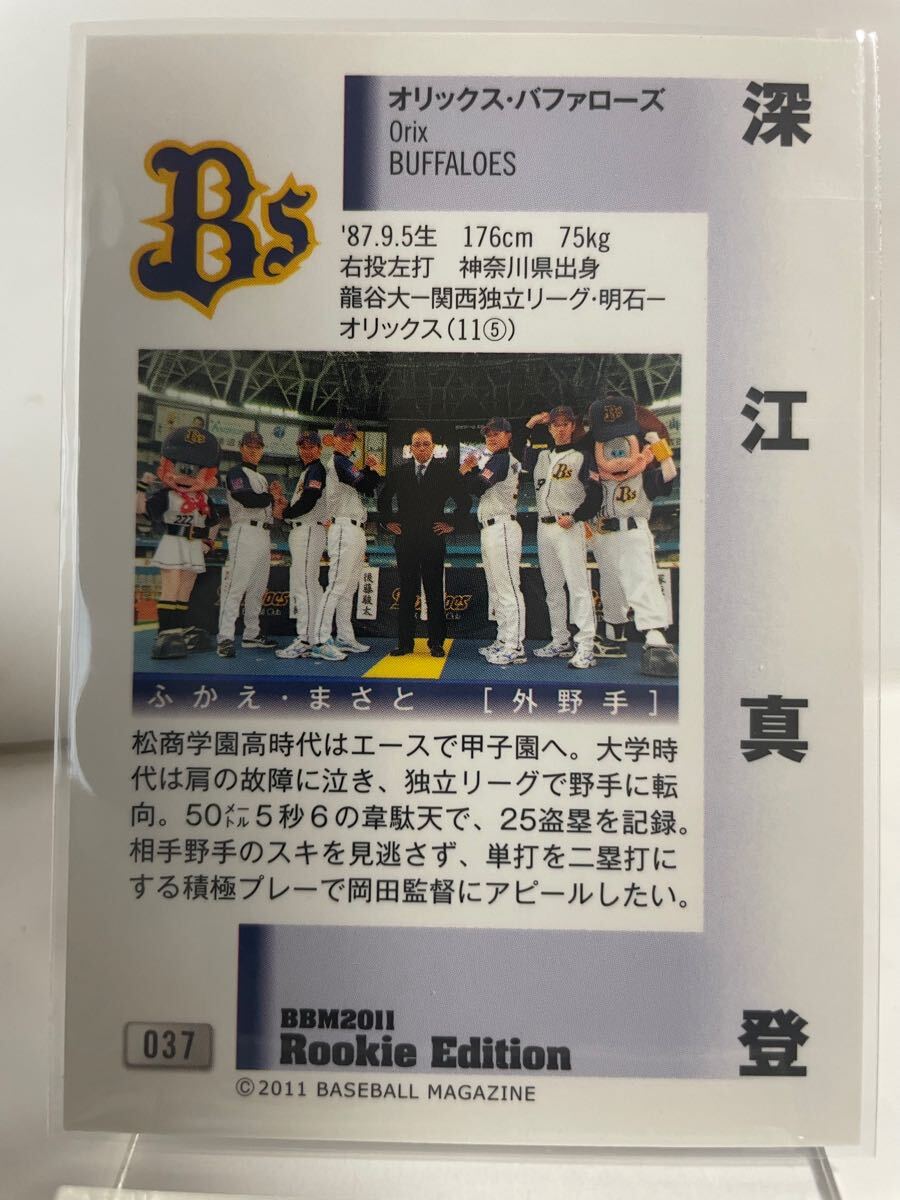 深江真登
オリックス・バファローズ
Orix
BUFFALOES
Bs
'87.9.5生 176cm 75kg
右投左打 神奈川県出身
龍谷大ー関西独立リーグ・明石ー
オリックス(11⑤)
222
Bs
Bs
後藤駿太
ふかえ・まさと [外野手]
松商学園高時代はエースで甲子園へ。大学時
代は肩の故障に泣き、独立リーグで野手に転
向。50㍍5秒6の韋駄天で、25盗塁を記録。
相手野手のスキを見逃さず、単打を二塁打に
する積極プレーで岡田監督にアピールしたい。
037
BBM2011
Rookie Edition
©2011 BASEBALL MAGAZINE